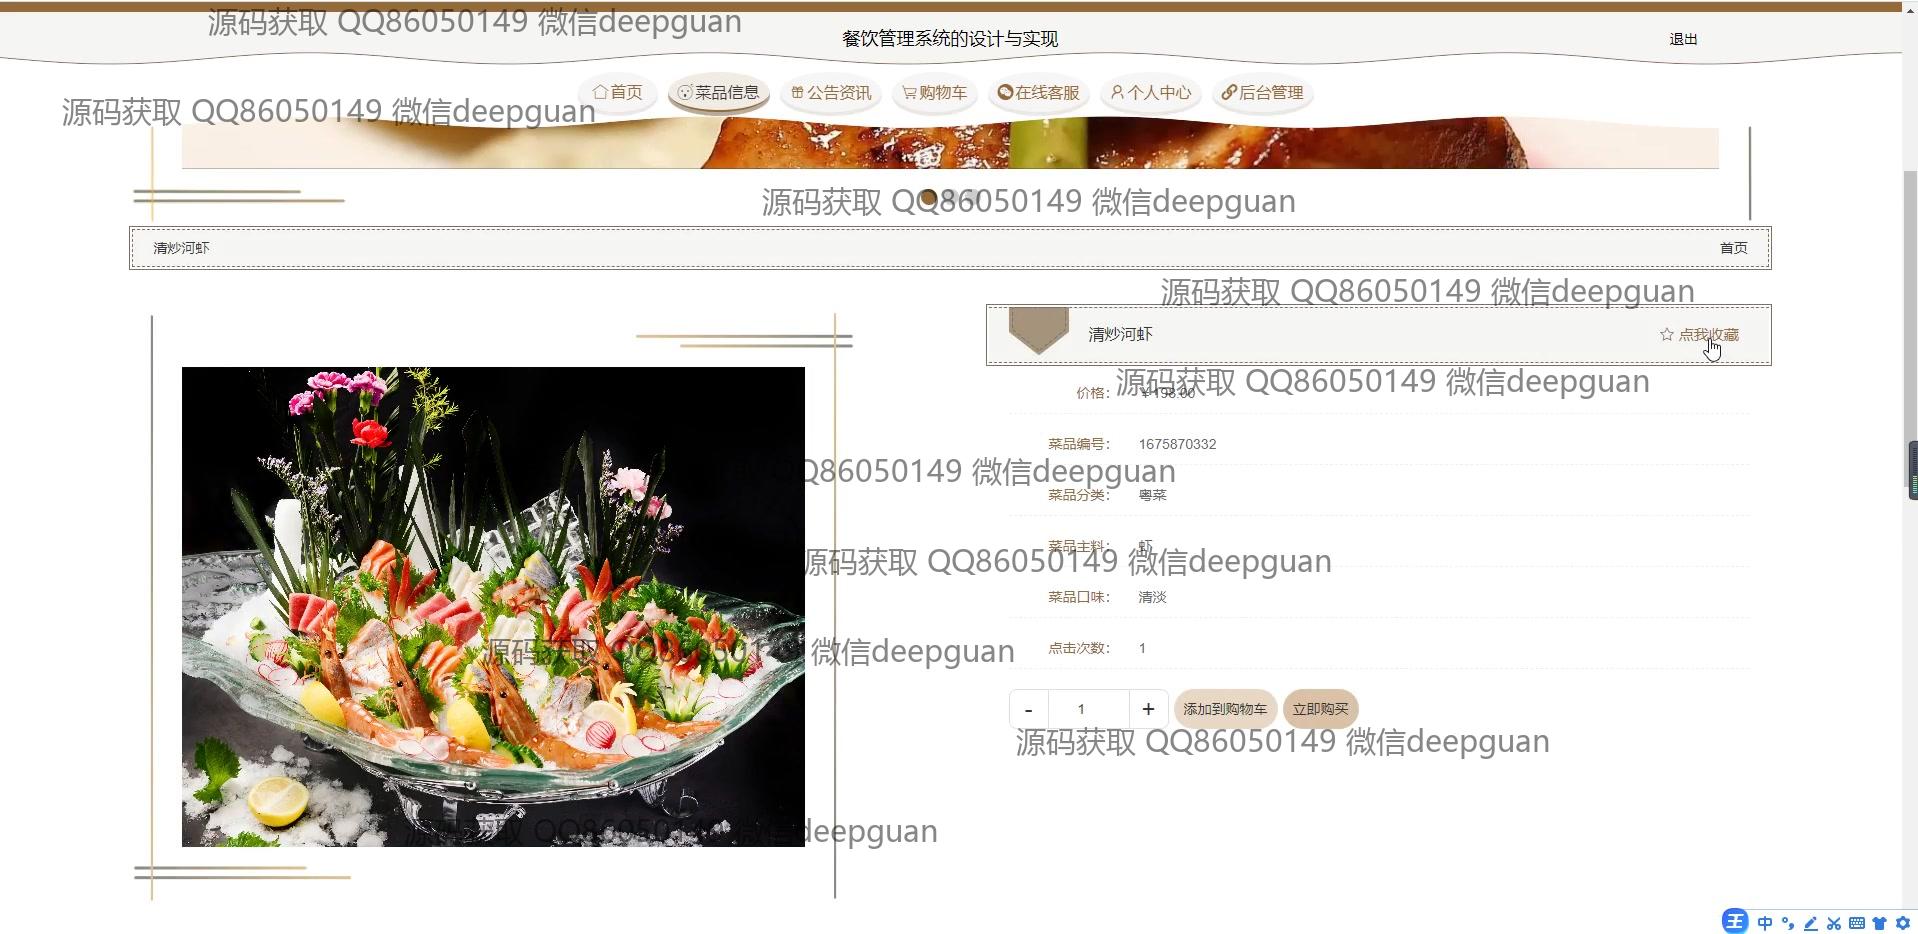 源码获取 QQ86050149 微信deepguan
餐饮管理系统的设计与实现
退出
首页 菜品信息 公告资讯 购物车 在线客服 个人中心 后台管理
源码获取 QQ86050149 微信deepguan
源码获取 QQ86050149 微信deepguan
清炒河虾 首页
源码获取 QQ86050149 微信deepguan
清炒河虾 点我收藏
源码获取 QQ86050149 微信deepguan
价格： ￥198.00
菜品编号： 1675870332
Q86050149 微信deepguan
菜品分类： 粤菜
菜品主料： 虾
源码获取 QQ86050149 微信deepguan
菜品口味： 清淡
点击次数： 1
源码获取 QQ86050149 微信deepguan
- 1 + 添加到购物车 立即购买
源码获取 QQ86050149 微信deepguan
源码获取 QQ86050149 微信deepguan
王 中